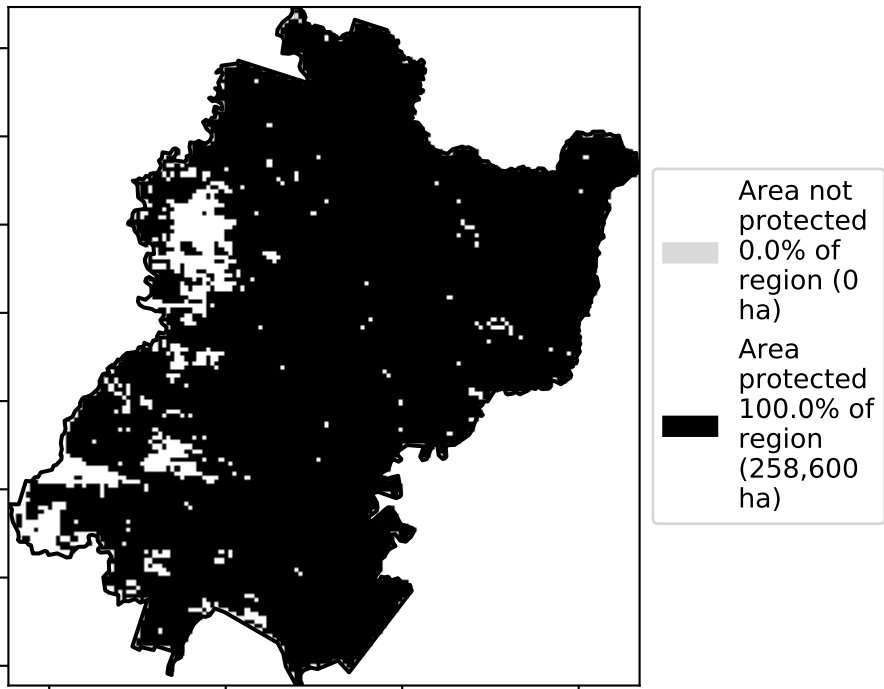 Area not
protected
0.0% of
region (0
ha)
Area
protected
100.0% of
region
(258,600
ha)